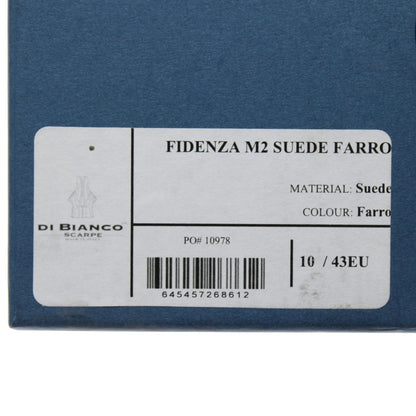 FIDENZA M2 SUEDE FARRO
MATERIAL: Suede
COLOUR: Farro
DI BIANCO
SCARPE
PO# 10978
645457268612
10 / 43EU